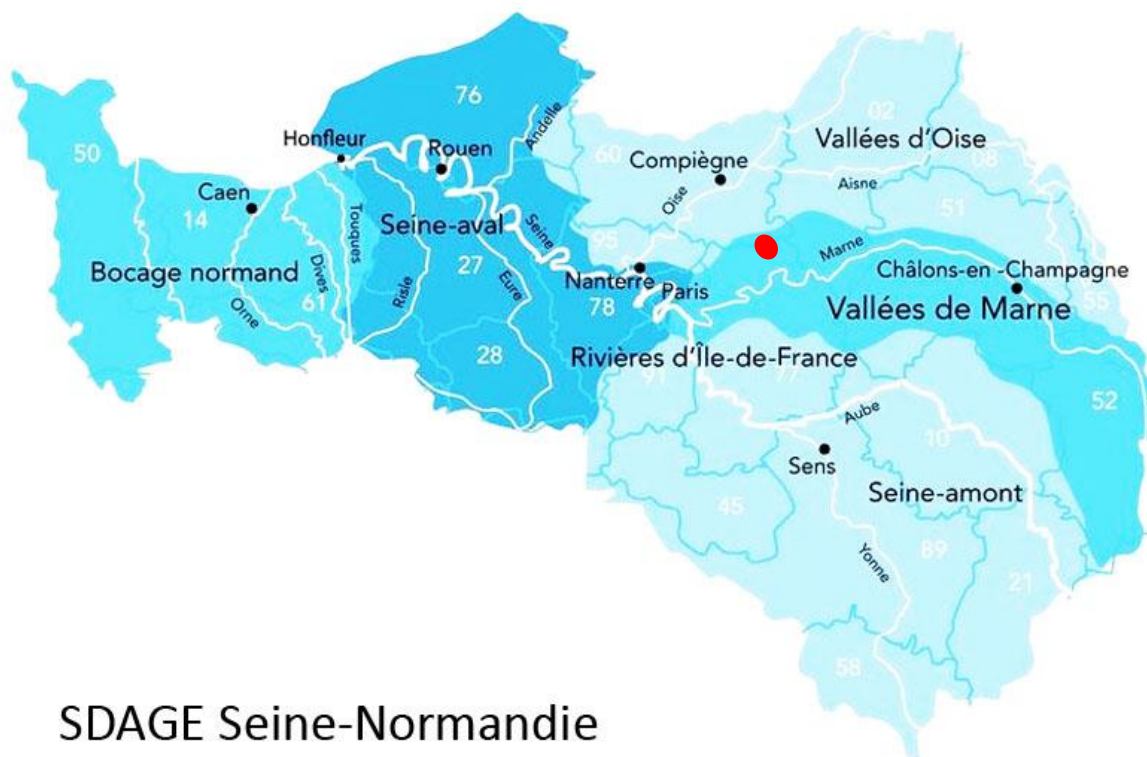 76
02
50
Honfleur
Andelle
Vallées d'Oise
Rouen
60
Compiègne
08
Caen
Aisne
14
Touques
Oise
51
Seine-aval
Seine
95
Marne
Bocage normand
Dives
27
Eure
Nanterre
Châlons-en -Champagne
61
Risle
78
Paris
55
Orne
Vallées de Marne
28
Rivières d'Île-de-France
91
77
52
Aube
10
Sens
Seine-amont
45
Yonne
89
21
58
SDAGE Seine-Normandie